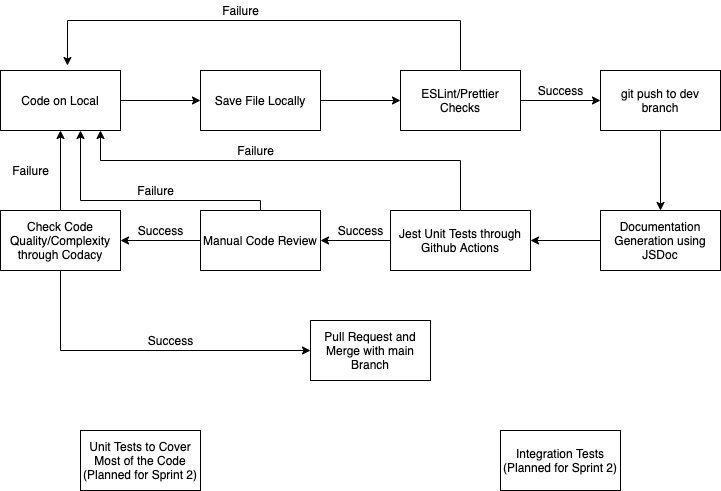 Failure
Code on Local
Save File Locally
ESLint/Prettier
Checks
Success
git push to dev
branch
Failure
Failure
Failure
Check Code
Quality/Complexity
through Codacy
Success
Manual Code Review
Success
Jest Unit Tests through
Github Actions
Documentation
Generation using
JSDoc
Success
Pull Request and
Merge with main
Branch
Unit Tests to Cover
Most of the Code
(Planned for Sprint 2)
Integration Tests
(Planned for Sprint 2)